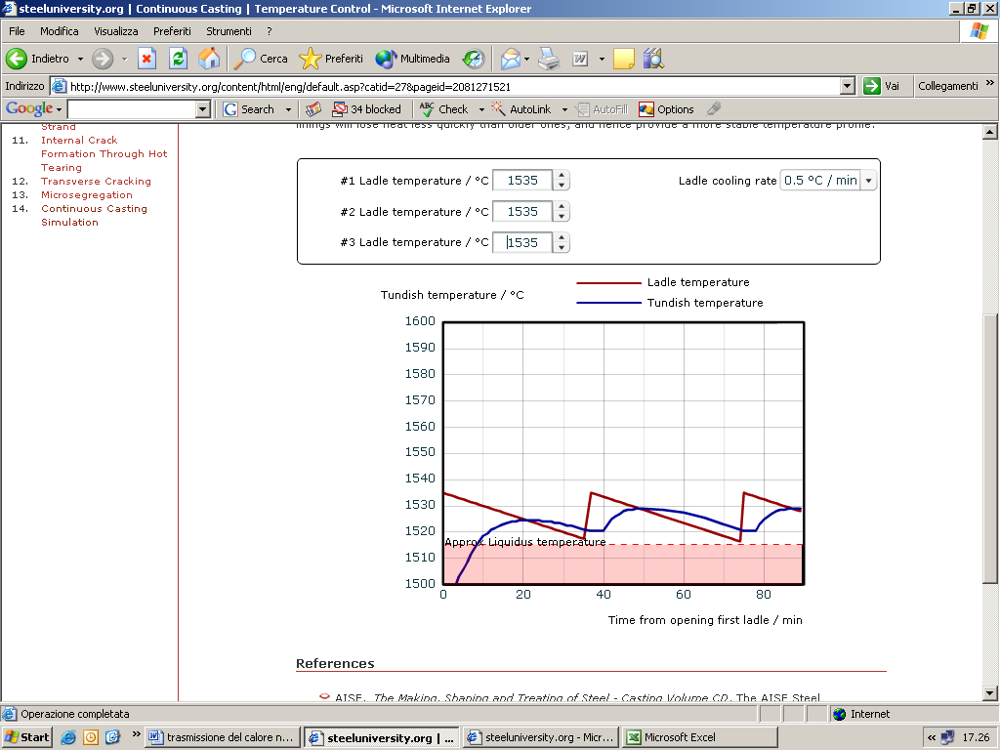 steeluniversity.org | Continuous Casting | Temperature Control - Microsoft Internet Explorer
File Modifica Visualizza Preferiti Strumenti ?
Indietro Cerca Preferiti Multimedia
Indirizzo http://www.steeluniversity.org/content/html/eng/default.asp?catid=27&pageid=2081271521 Vai Collegamenti »
Google Search 34 blocked ABC Check AutoLink AutoFill Options
things will lose heat less quickly than older ones, and hence provide a more stable temperature profile.
Strand
11. Internal Crack
Formation Through Hot
Tearing
12. Transverse Cracking
13. Microsegregation
14. Continuous Casting
Simulation
#1 Ladle temperature / °C 1535 Ladle cooling rate 0.5 ºC / min
#2 Ladle temperature / °C 1535
#3 Ladle temperature / °C 1535
Ladle temperature
Tundish temperature / °C
Tundish temperature
1600
1590
1580
1570
1560
1550
1540
1530
1520
Approx Liquidus temperature
1510
1500
0 20 40 60 80
Time from opening first ladle / min
References
AISE, The Making, Shaping and Treating of Steel - Casting Volume CD, The AISE Steel
Operazione completata Internet
Start » trasmissione del calore n... steeluniversity.org | ... steeluniversity.org - Micr... Microsoft Excel « 17.26